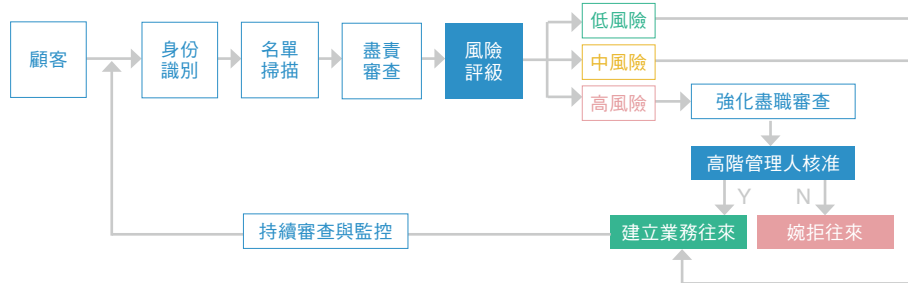 顧客
身份
識別
名單
掃描
盡責
審查
風險
評級
低風險
中風險
高風險
強化盡職審查
高階管理人核准
Y
N
持續審查與監控
建立業務往來
婉拒往來